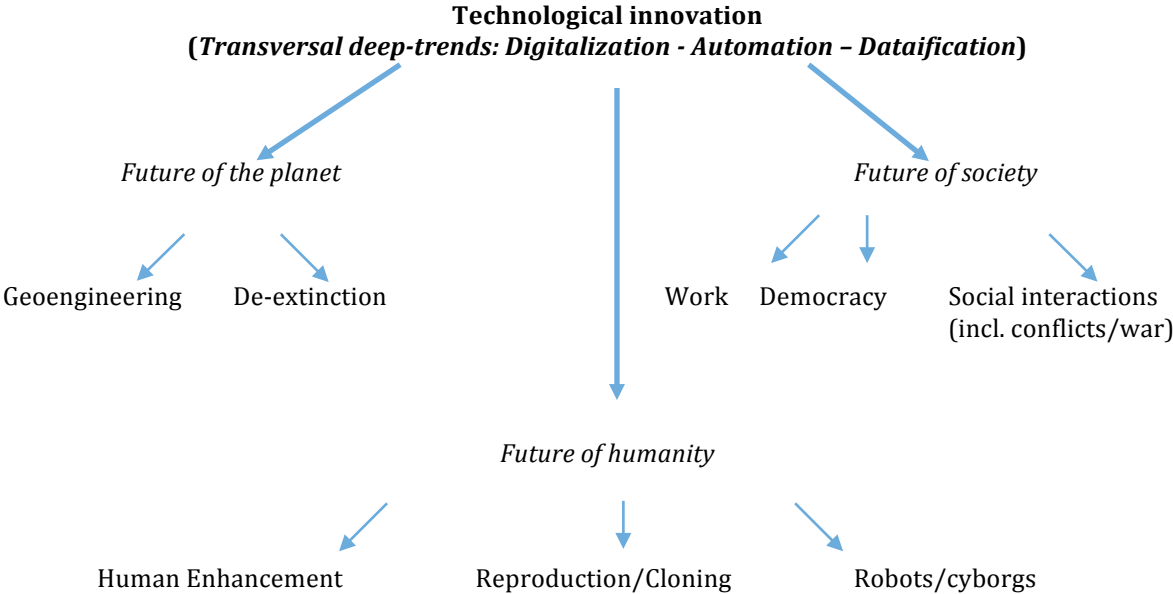 Technological innovation
(Transversal deep-trends: Digitalization - Automation – Dataification)
Future of the planet
Future of society
Geoengineering
De-extinction
Work
Democracy
Social interactions
(incl. conflicts/war)
Future of humanity
Human Enhancement
Reproduction/Cloning
Robots/cyborgs